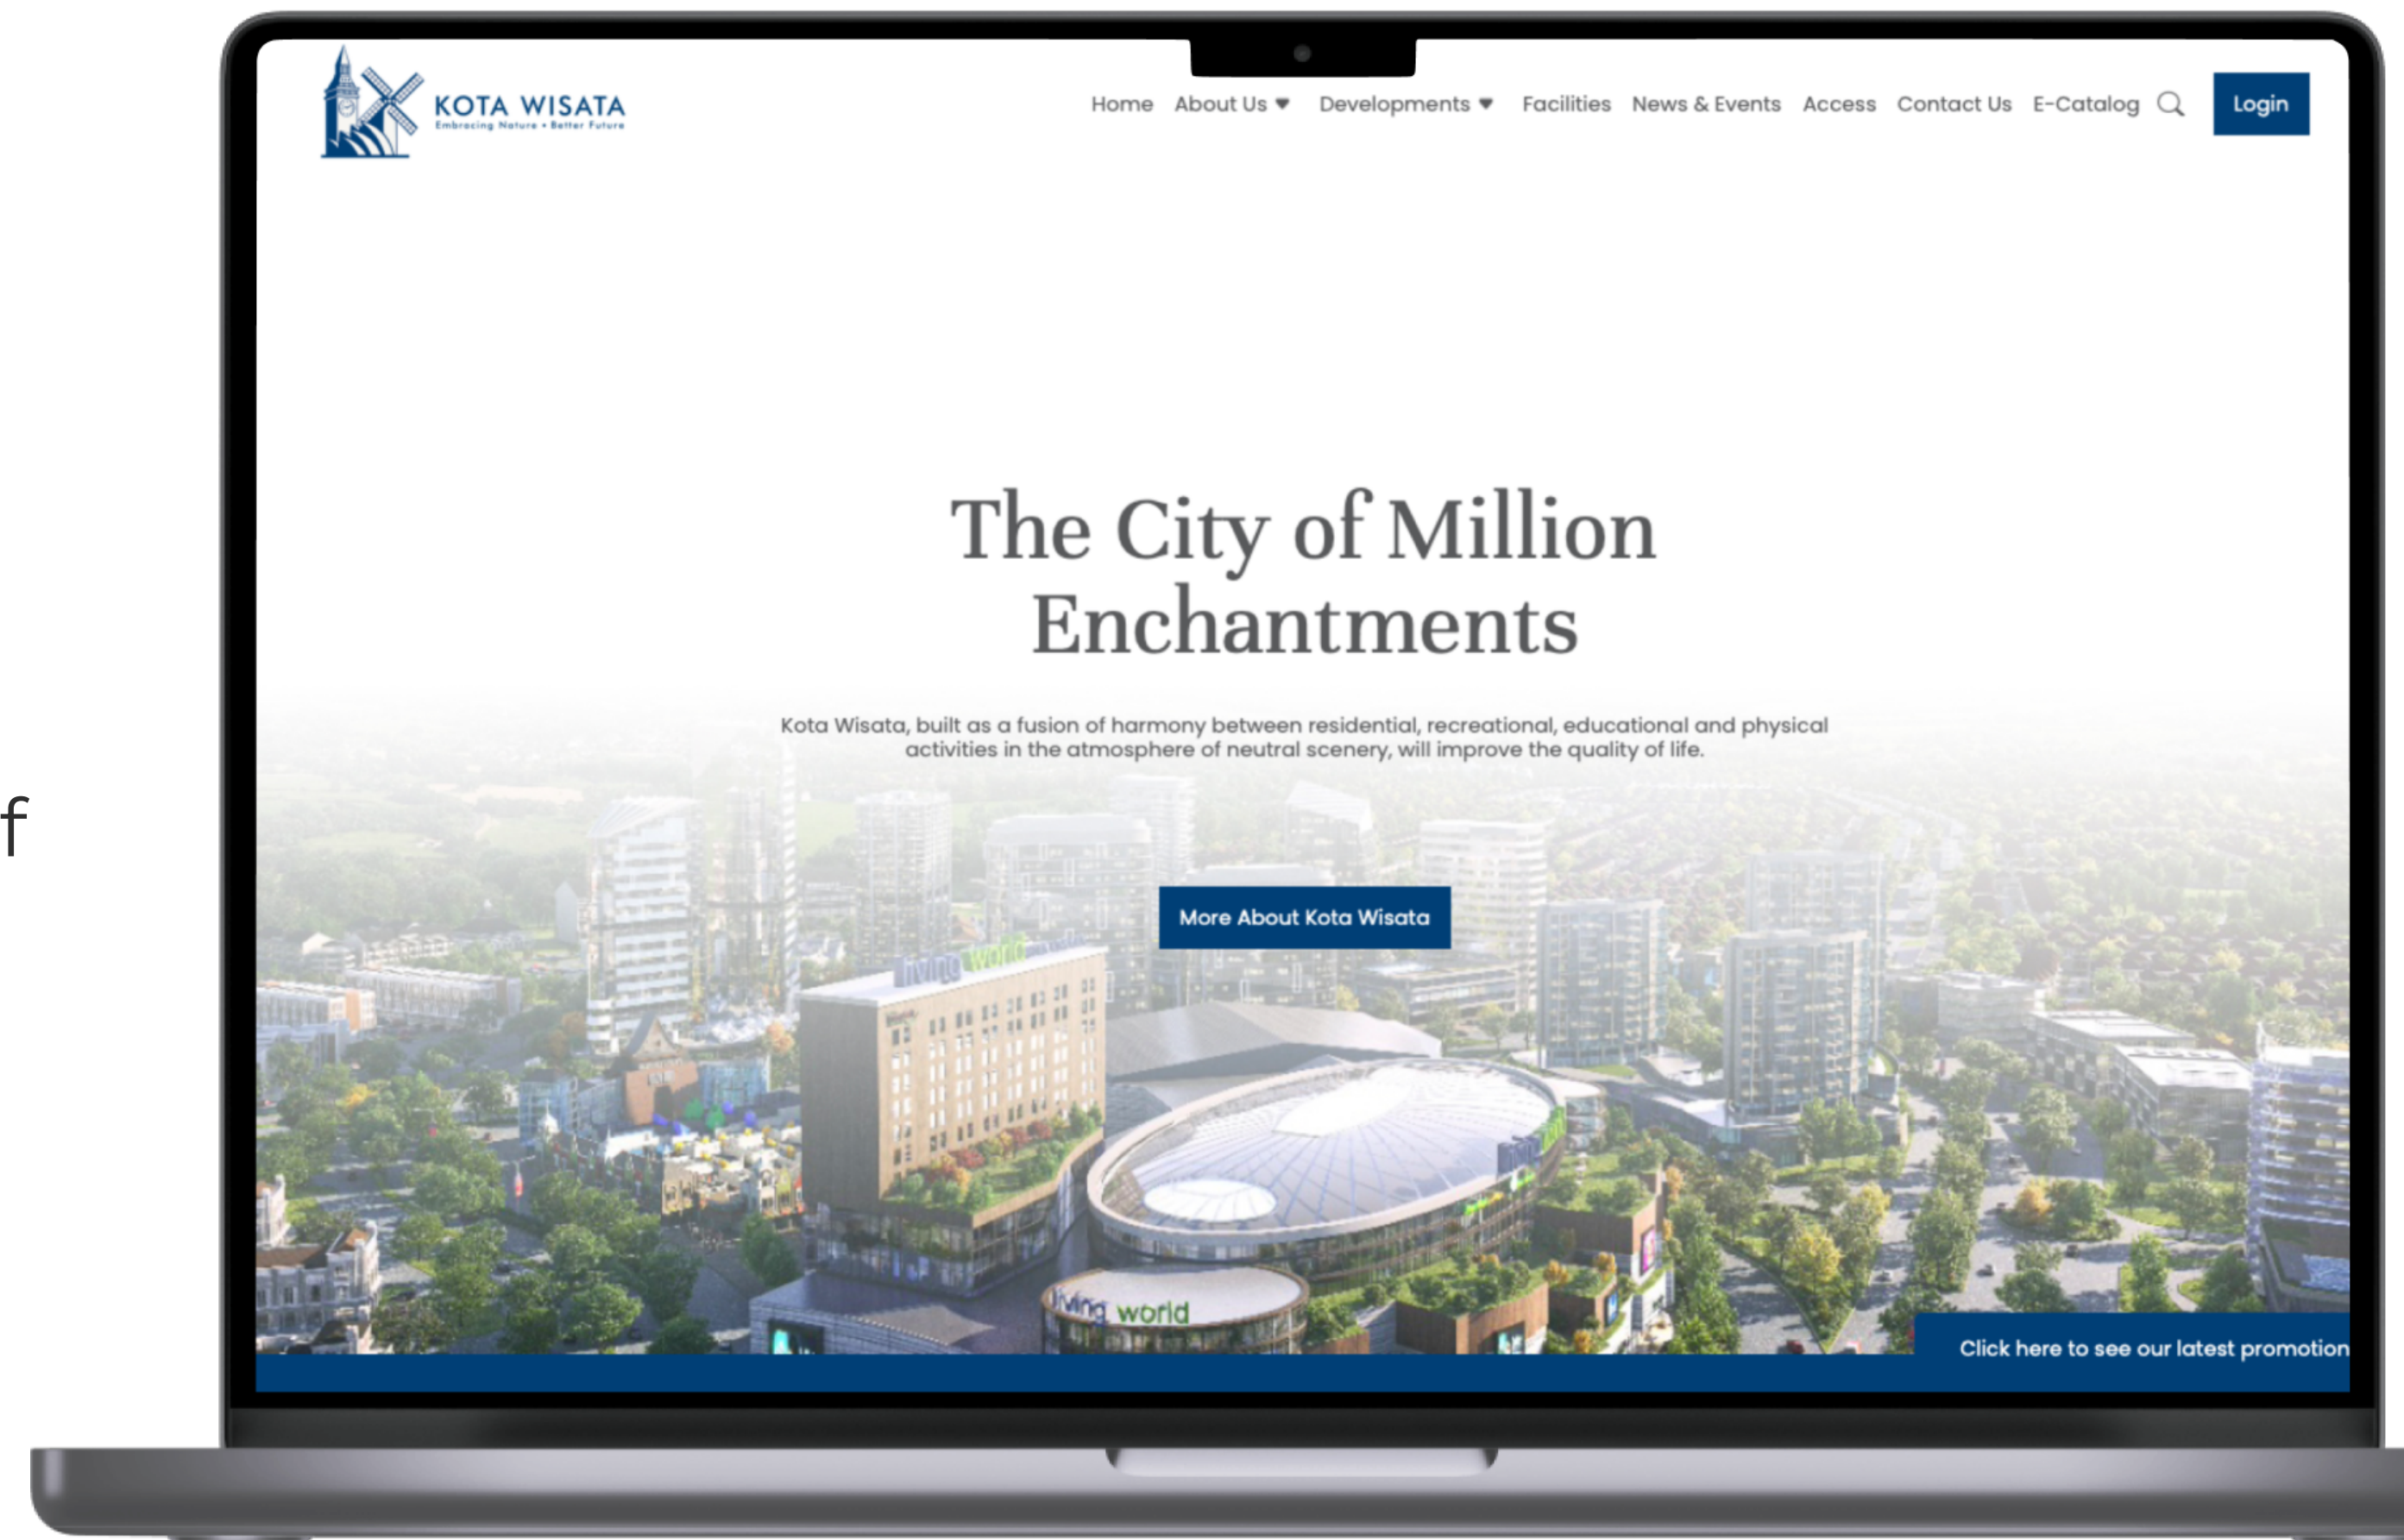 KOTA WISATA
Embracing Nature • Better Future
Home About Us Developments Facilities News & Events Access Contact Us E-Catalog Login
The City of Million
Enchantments
Kota Wisata, built as a fusion of harmony between residential, recreational, educational and physical
activities in the atmosphere of neutral scenery, will improve the quality of life.
f
More About Kota Wisata
living world
living
living world
Click here to see our latest promotion